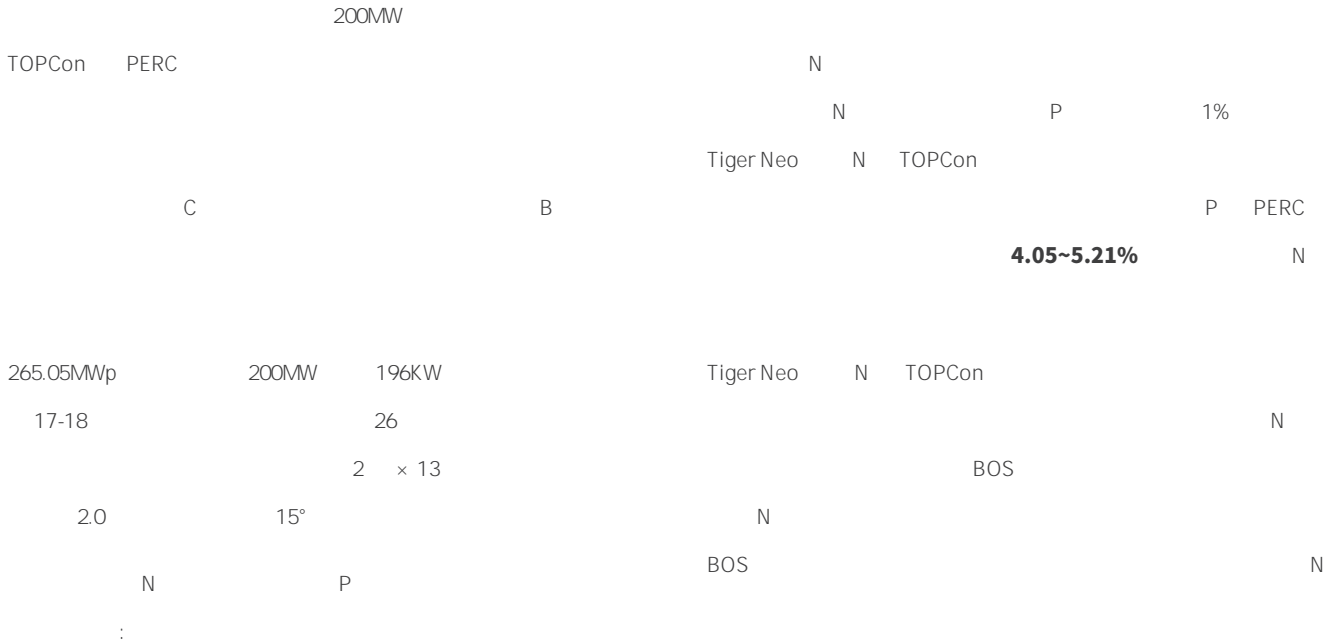 200MW
TOPCon PERC
C B
265.05MWp 200MW 196KW
17-18 26
2 × 13
2.0 15°
N P
:
N
N P 1%
Tiger Neo N TOPCon
P PERC
4.05~5.21% N
Tiger Neo N TOPCon
N
BOS
N
BOS N